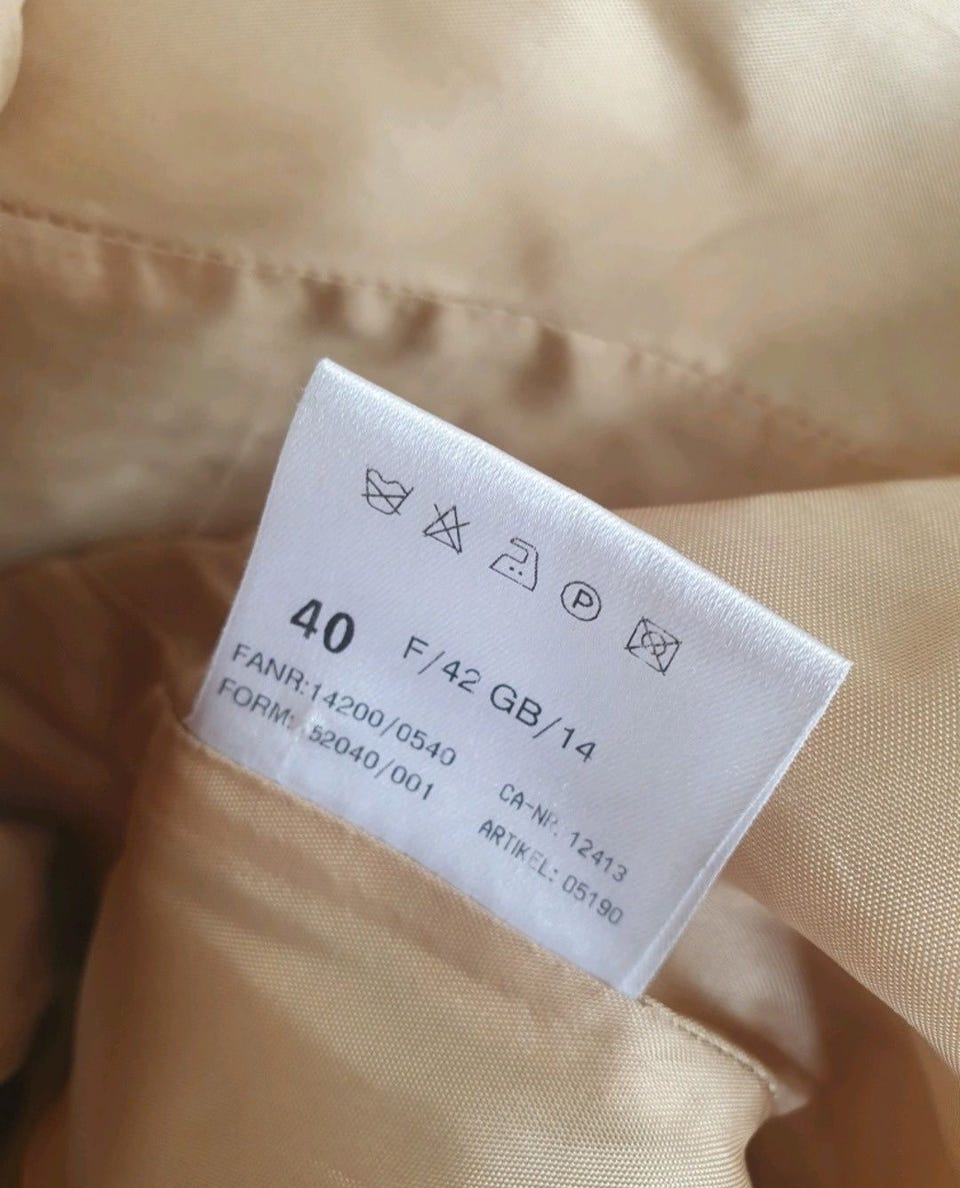 P
40 F/42 GB/14
FANR:14200/0540
FORM: 52040/001
CA-NR. 12413
ARTIKEL: 05190